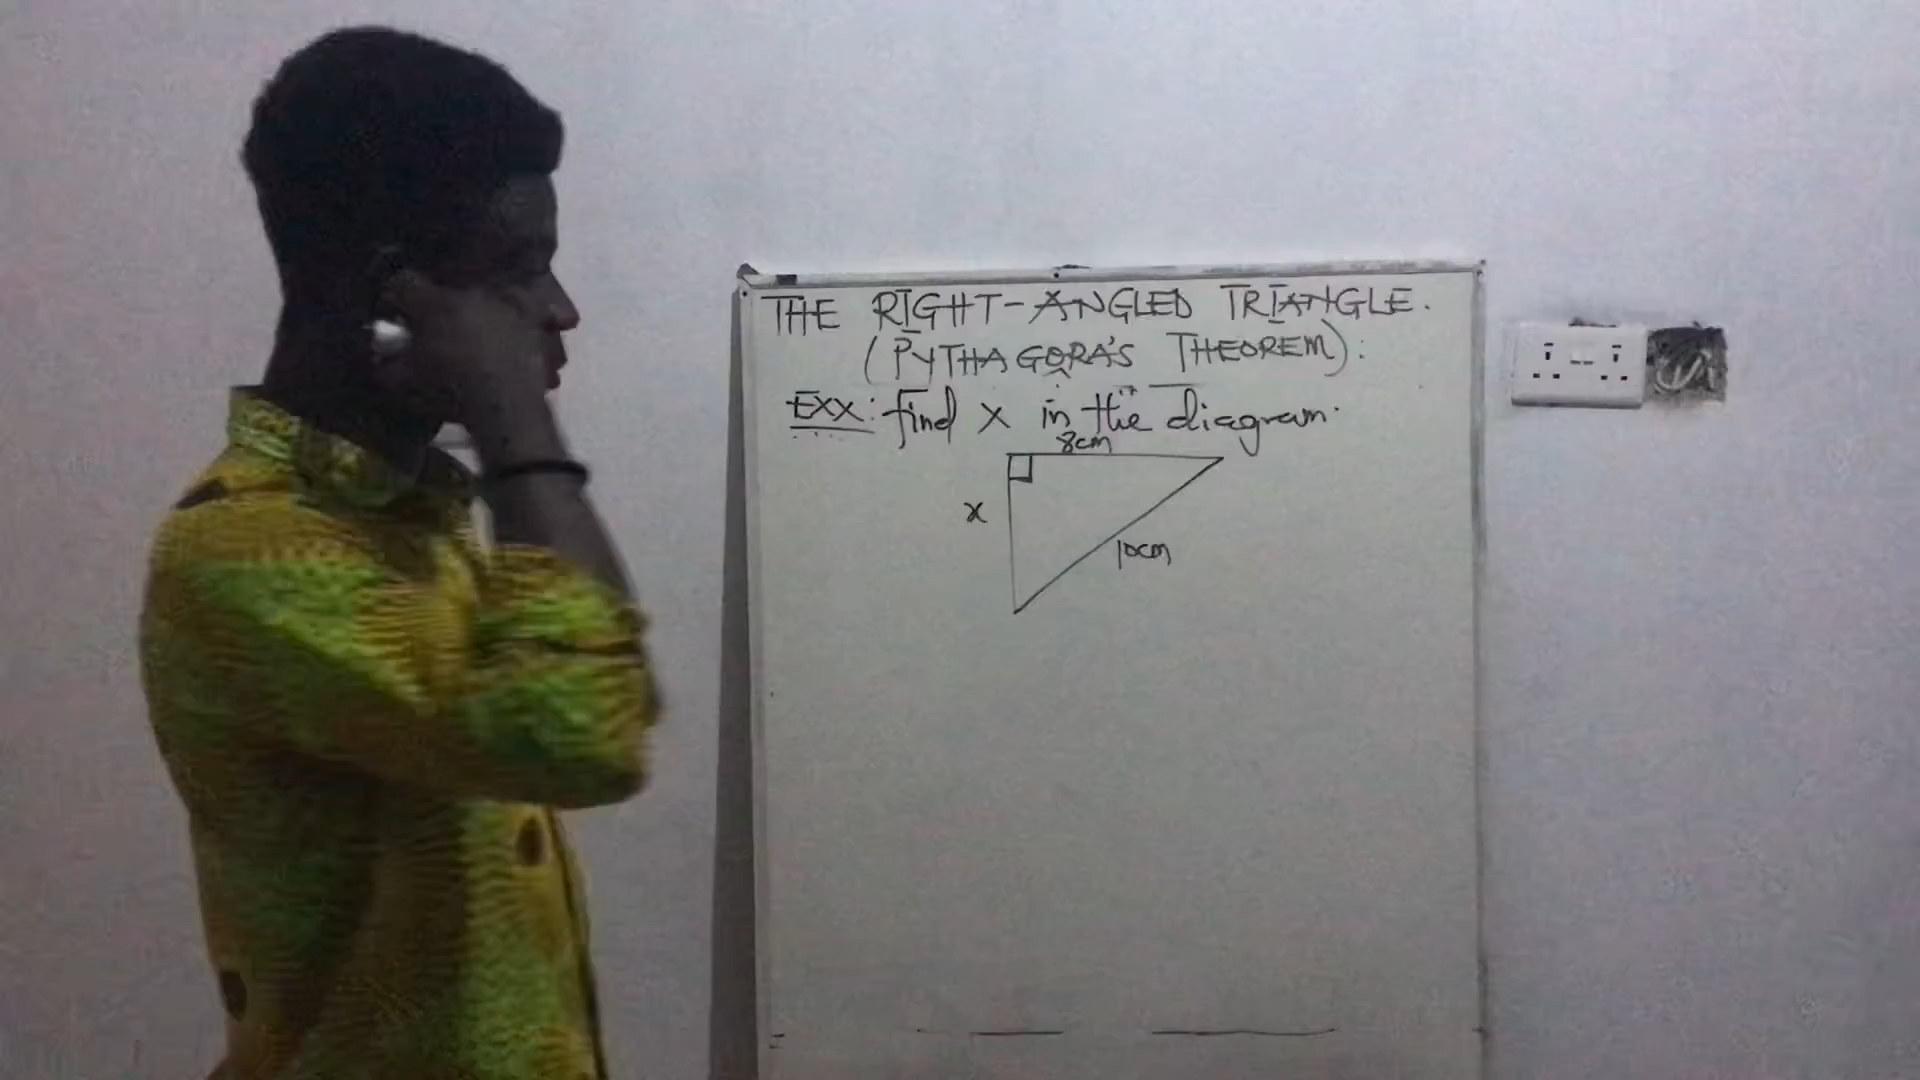 THE RIGHT-ANGLED TRIANGLE.
(PYTHAGORA'S THEOREM):
EXX: find x in the diagram.
8cm
x
10cm